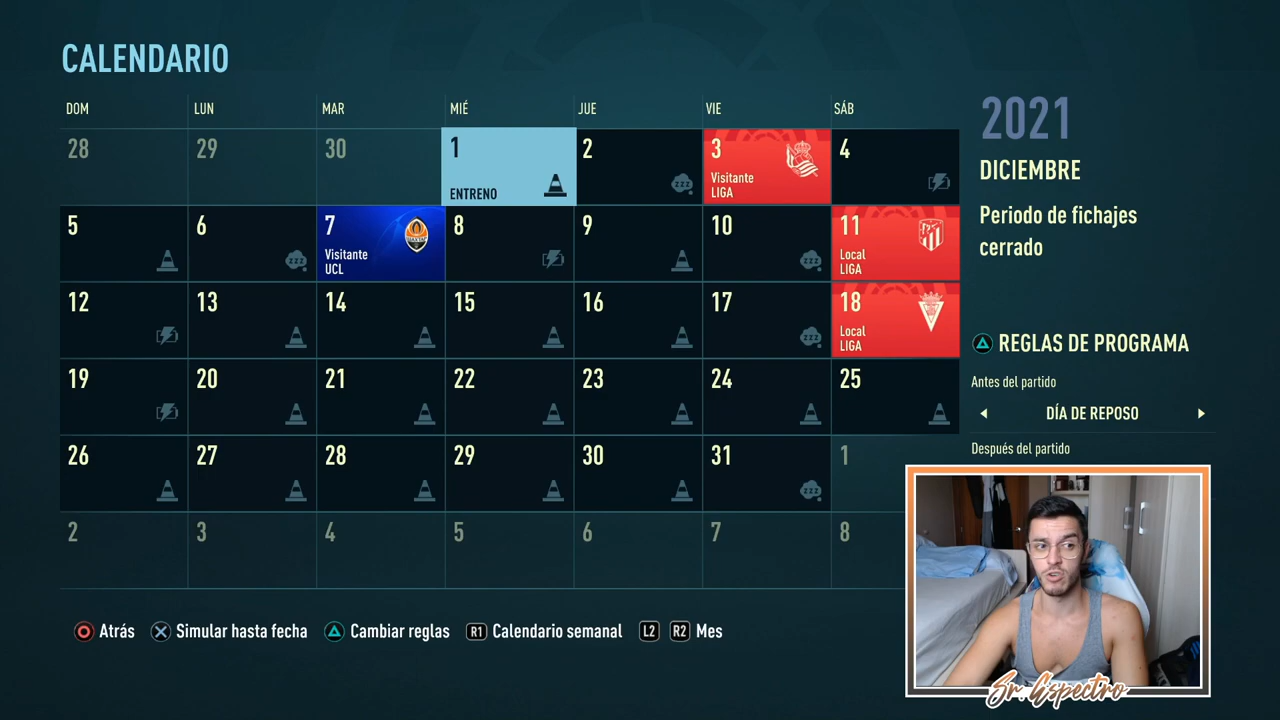 CALENDARIO
DOM LUN MAR MIÉ JUE VIE SÁB
28 29 30 1 2 3 4
ENTRENO
Visitante
LIGA
5 6 7 8 9 10 11
Visitante
UCL
Local
LIGA
12 13 14 15 16 17 18
Local
LIGA
19 20 21 22 23 24 25
26 27 28 29 30 31 1
2 3 4 5 6 7 8
2021
DICIEMBRE
Periodo de fichajes
cerrado
REGLAS DE PROGRAMA
Antes del partido
DÍA DE REPOSO
Después del partido
Atrás Simular hasta fecha Cambiar reglas R1 Calendario semanal L2 R2 Mes
Sr. Espectro